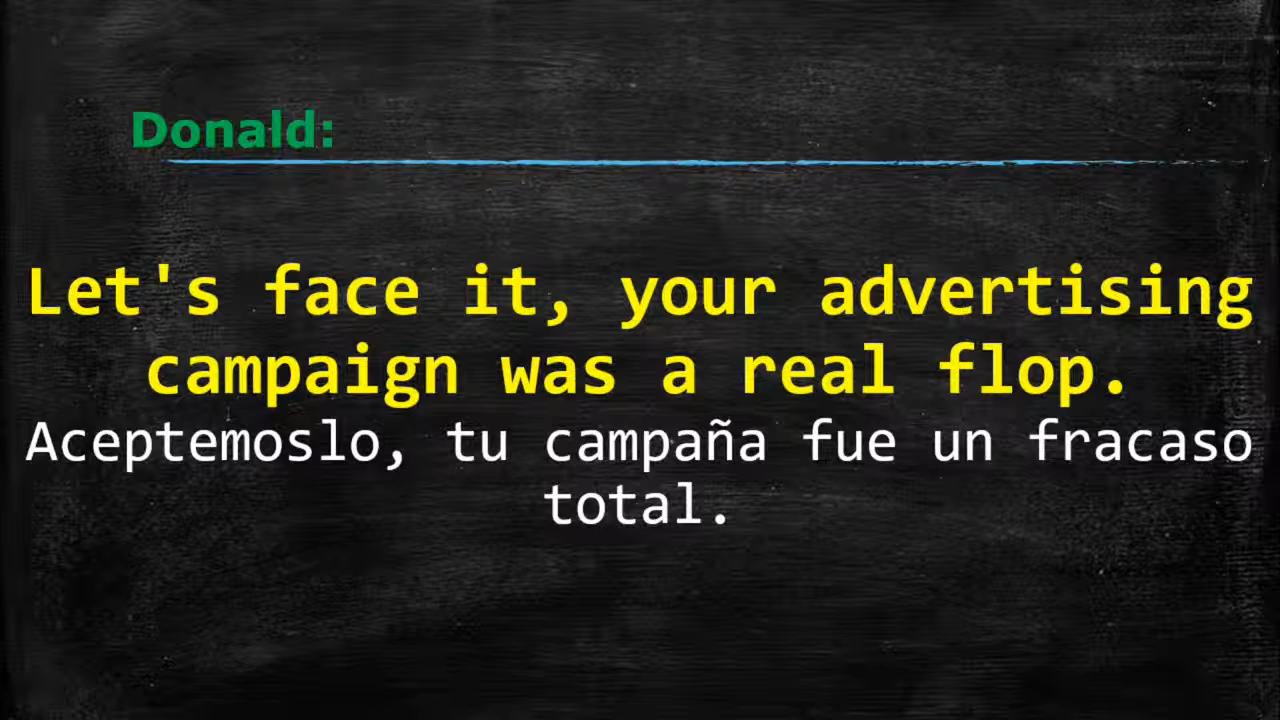 Donald:
Let's face it, your advertising
campaign was a real flop.
Aceptemoslo, tu campaña fue un fracaso
total.